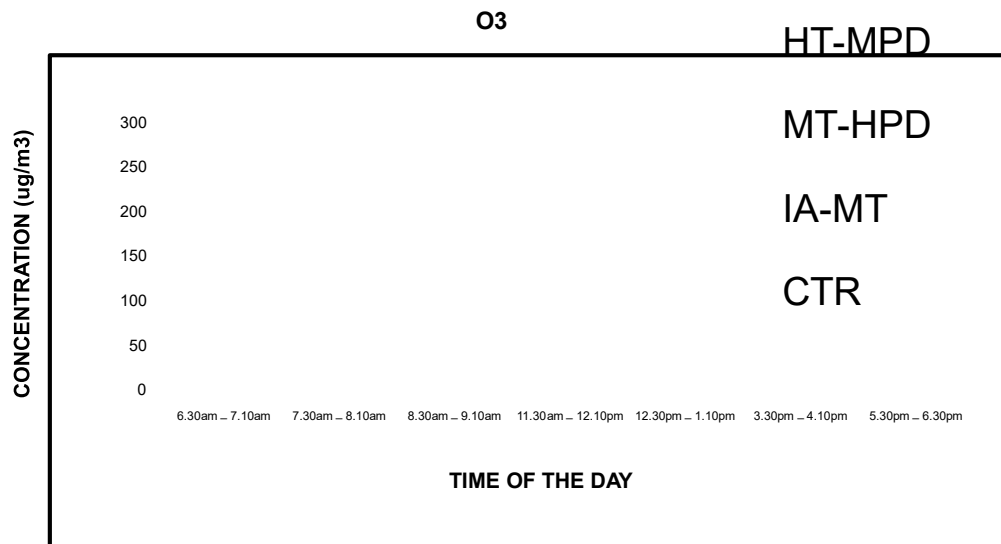 O3
HT-MPD
MT-HPD
IA-MT
CTR
CONCENTRATION (ug/m3)
300
250
200
150
100
50
0
6.30am – 7.10am 7.30am – 8.10am 8.30am – 9.10am 11.30am – 12.10pm 12.30pm – 1.10pm 3.30pm – 4.10pm 5.30pm – 6.30pm
TIME OF THE DAY